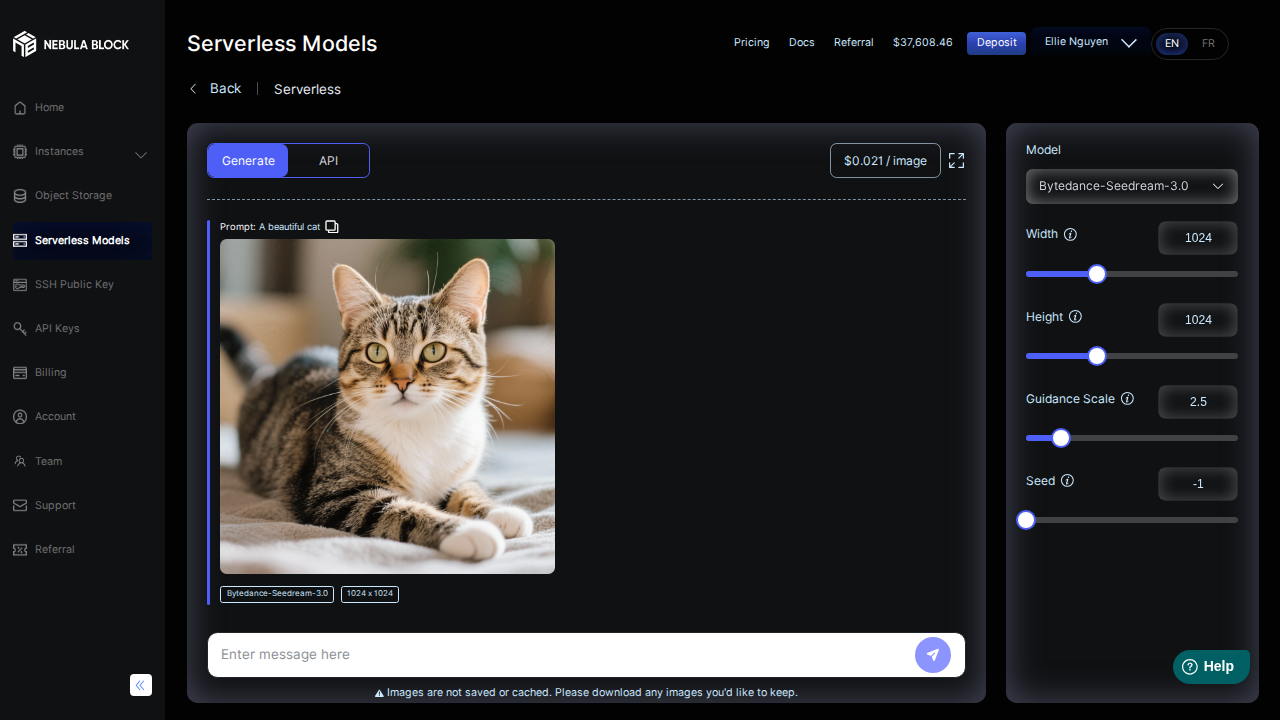 NEBULA BLOCK
Home
Instances
Object Storage
Serverless Models
SSH Public Key
API Keys
Billing
Account
Team
Support
Referral
Serverless Models
Pricing
Docs
Referral
$37,608.46
Deposit
Ellie Nguyen
EN
FR
Back
Serverless
Generate
API
$0.021 / image
Prompt: A beautiful cat
Bytedance-Seedream-3.0
1024 x 1024
Enter message here
Images are not saved or cached. Please download any images you'd like to keep.
Model
Bytedance-Seedream-3.0
Width
1024
Height
1024
Guidance Scale
2.5
Seed
-1
Help